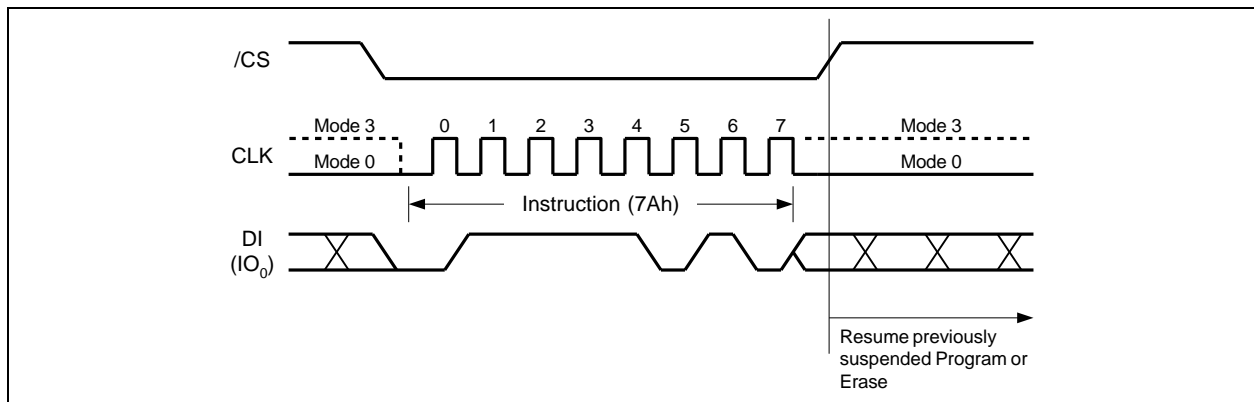 /CS
Mode 3
0 1 2 3 4 5 6 7
Mode 3
CLK
Mode 0
Mode 0
Instruction (7Ah)
DI
(IO₀)
Resume previously
suspended Program or
Erase